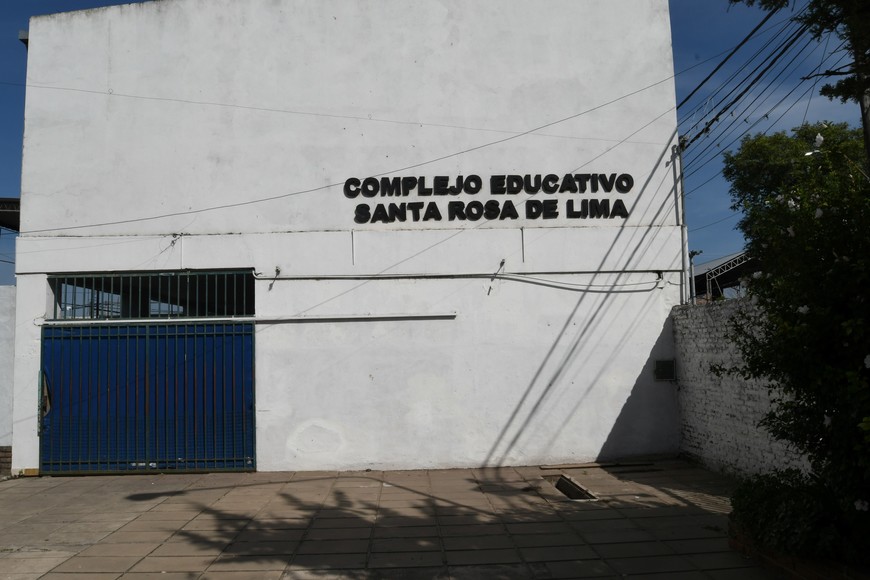 COMPLEJO EDUCATIVO
SANTA ROSA DE LIMA